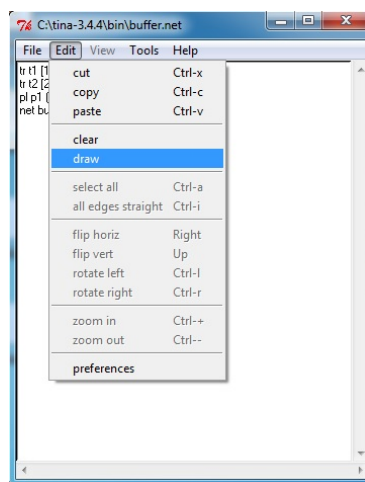 C:\tina-3.4.4\bin\buffer.net
File Edit View Tools Help
tr t1 [1
tr t2 [2
pl p1 (
net bu
cut Ctrl-x
copy Ctrl-c
paste Ctrl-v
clear
draw
select all Ctrl-a
all edges straight Ctrl-i
flip horiz Right
flip vert Up
rotate left Ctrl-l
rotate right Ctrl-r
zoom in Ctrl-+
zoom out Ctrl--
preferences